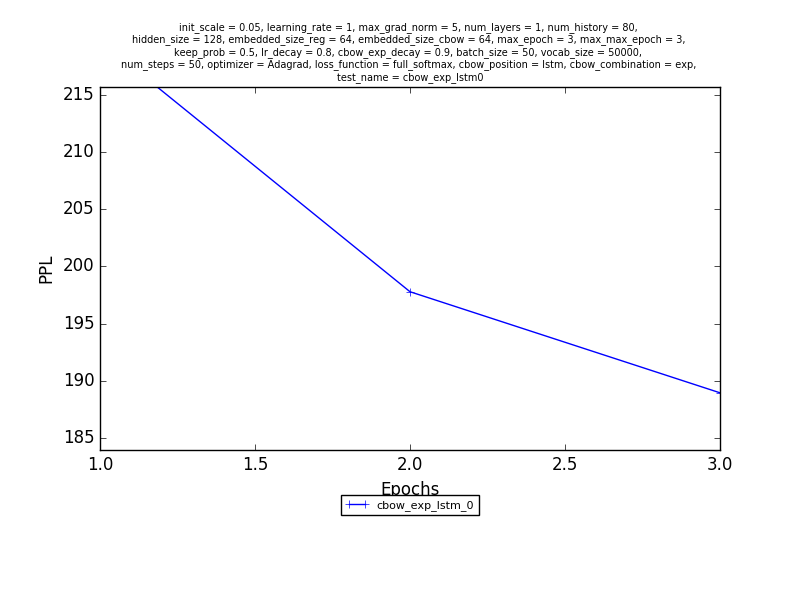 init_scale = 0.05, learning_rate = 1, max_grad_norm = 5, num_layers = 1, num_history = 80,
hidden_size = 128, embedded_size_reg = 64, embedded_size_cbow = 64, max_epoch = 3, max_max_epoch = 3,
keep_prob = 0.5, lr_decay = 0.8, cbow_exp_decay = 0.9, batch_size = 50, vocab_size = 50000,
num_steps = 50, optimizer = Adagrad, loss_function = full_softmax, cbow_position = lstm, cbow_combination = exp,
test_name = cbow_exp_lstm0
215
210
205
200
195
190
185
PPL
1.0 1.5 2.0 2.5 3.0
Epochs
cbow_exp_lstm_0